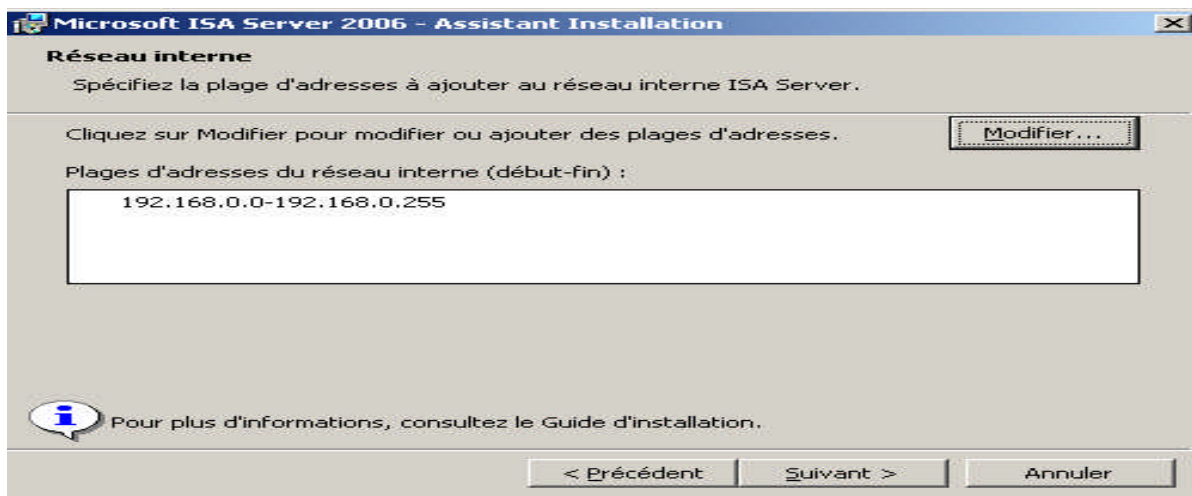 Microsoft ISA Server 2006 - Assistant Installation
Réseau interne
Spécifiez la plage d'adresses à ajouter au réseau interne ISA Server.
Cliquez sur Modifier pour modifier ou ajouter des plages d'adresses.
Modifier...
Plages d'adresses du réseau interne (début-fin) :
192.168.0.0-192.168.0.255
Pour plus d'informations, consultez le Guide d'installation.
< Précédent
Suivant >
Annuler